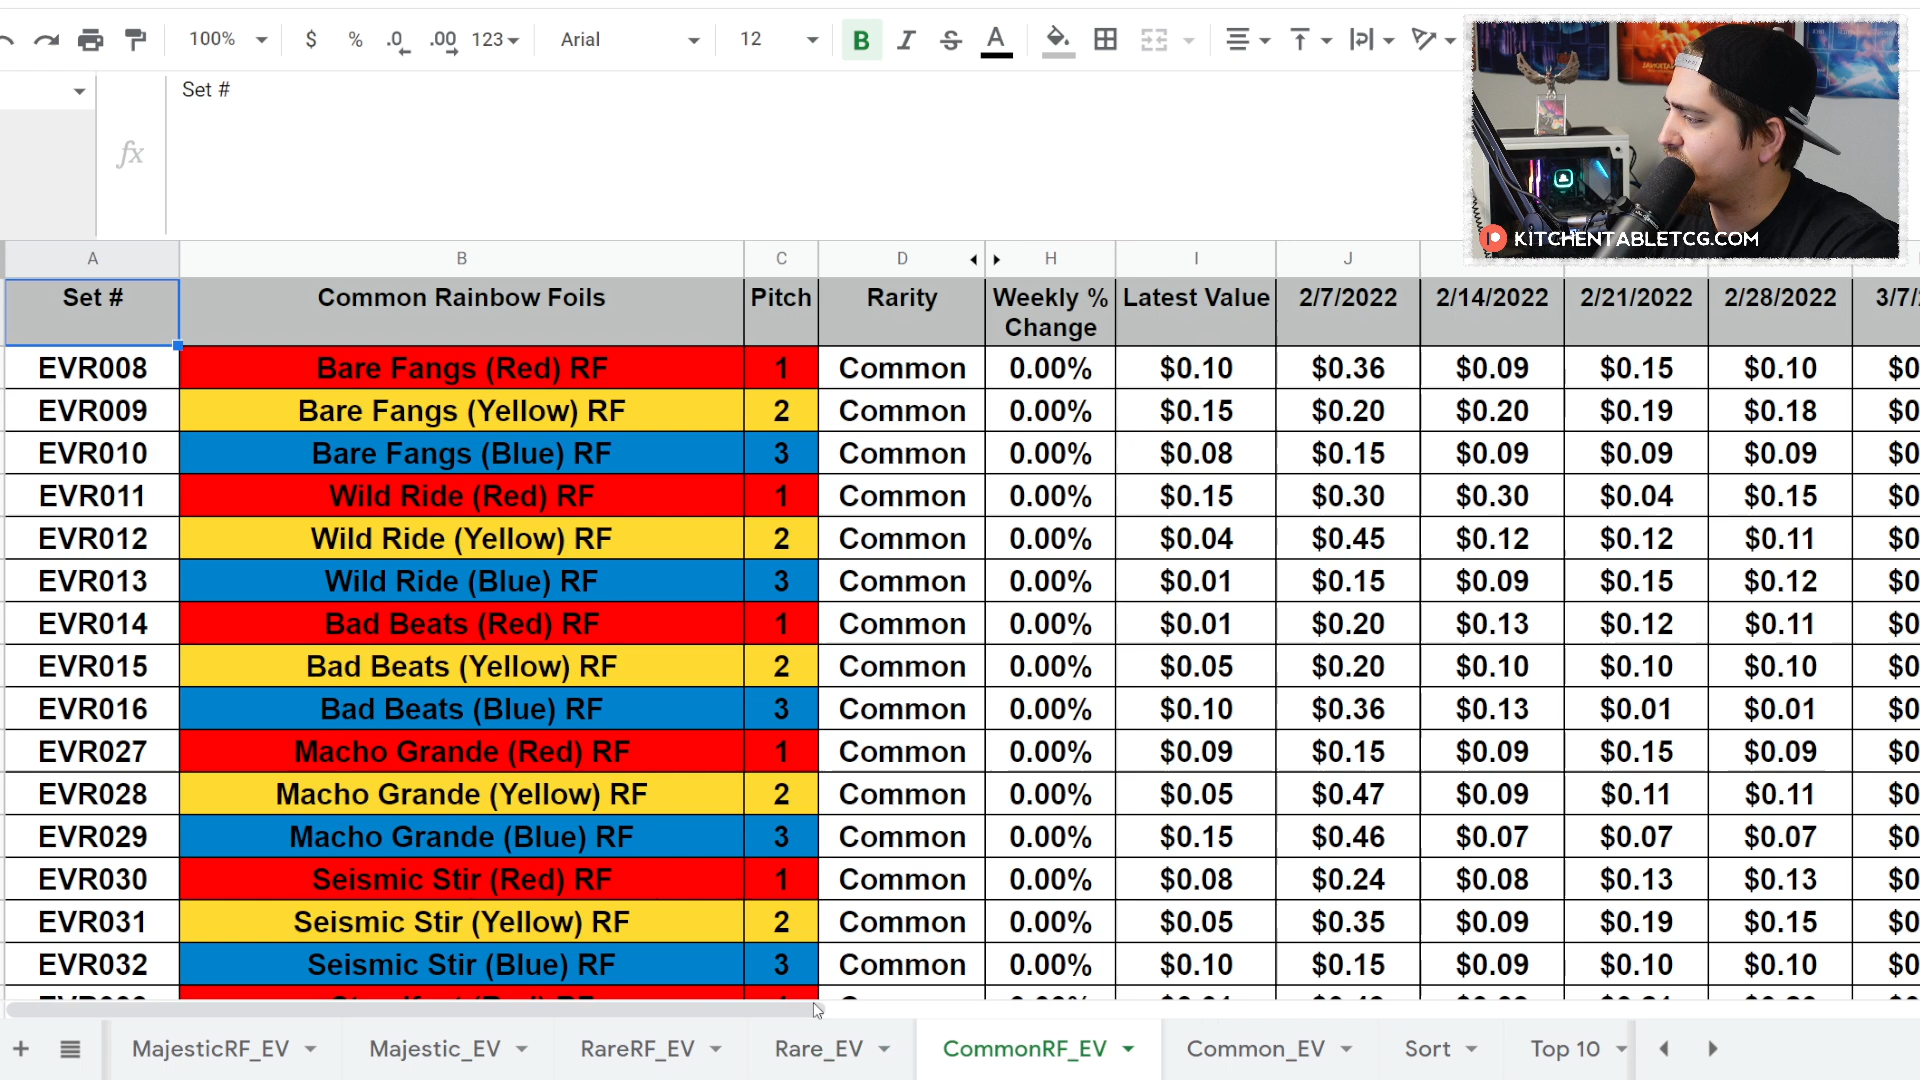 100% $ % .0 .00 123 Arial 12 B I S A
Set #
fx
KITCHENTABLETCG.COM
A B C D H I J
Set # Common Rainbow Foils Pitch Rarity Weekly % Change Latest Value 2/7/2022 2/14/2022 2/21/2022 2/28/2022 3/7/
EVR008 Bare Fangs (Red) RF 1 Common 0.00% $0.10 $0.36 $0.09 $0.15 $0.10 $0
EVR009 Bare Fangs (Yellow) RF 2 Common 0.00% $0.15 $0.20 $0.20 $0.19 $0.18 $0
EVR010 Bare Fangs (Blue) RF 3 Common 0.00% $0.08 $0.15 $0.09 $0.09 $0.09 $0
EVR011 Wild Ride (Red) RF 1 Common 0.00% $0.15 $0.30 $0.30 $0.04 $0.15 $0
EVR012 Wild Ride (Yellow) RF 2 Common 0.00% $0.04 $0.45 $0.12 $0.12 $0.11 $0
EVR013 Wild Ride (Blue) RF 3 Common 0.00% $0.01 $0.15 $0.09 $0.15 $0.12 $0
EVR014 Bad Beats (Red) RF 1 Common 0.00% $0.01 $0.20 $0.13 $0.12 $0.11 $0
EVR015 Bad Beats (Yellow) RF 2 Common 0.00% $0.05 $0.20 $0.10 $0.10 $0.10 $0
EVR016 Bad Beats (Blue) RF 3 Common 0.00% $0.10 $0.36 $0.13 $0.01 $0.01 $0
EVR027 Macho Grande (Red) RF 1 Common 0.00% $0.09 $0.15 $0.09 $0.15 $0.09 $0
EVR028 Macho Grande (Yellow) RF 2 Common 0.00% $0.05 $0.47 $0.09 $0.11 $0.11 $0
EVR029 Macho Grande (Blue) RF 3 Common 0.00% $0.15 $0.46 $0.07 $0.07 $0.07 $0
EVR030 Seismic Stir (Red) RF 1 Common 0.00% $0.08 $0.24 $0.08 $0.13 $0.13 $0
EVR031 Seismic Stir (Yellow) RF 2 Common 0.00% $0.05 $0.35 $0.09 $0.19 $0.15 $0
EVR032 Seismic Stir (Blue) RF 3 Common 0.00% $0.10 $0.15 $0.09 $0.10 $0.10 $0
MajesticRF_EV Majestic_EV RareRF_EV Rare_EV CommonRF_EV Common_EV Sort Top 10